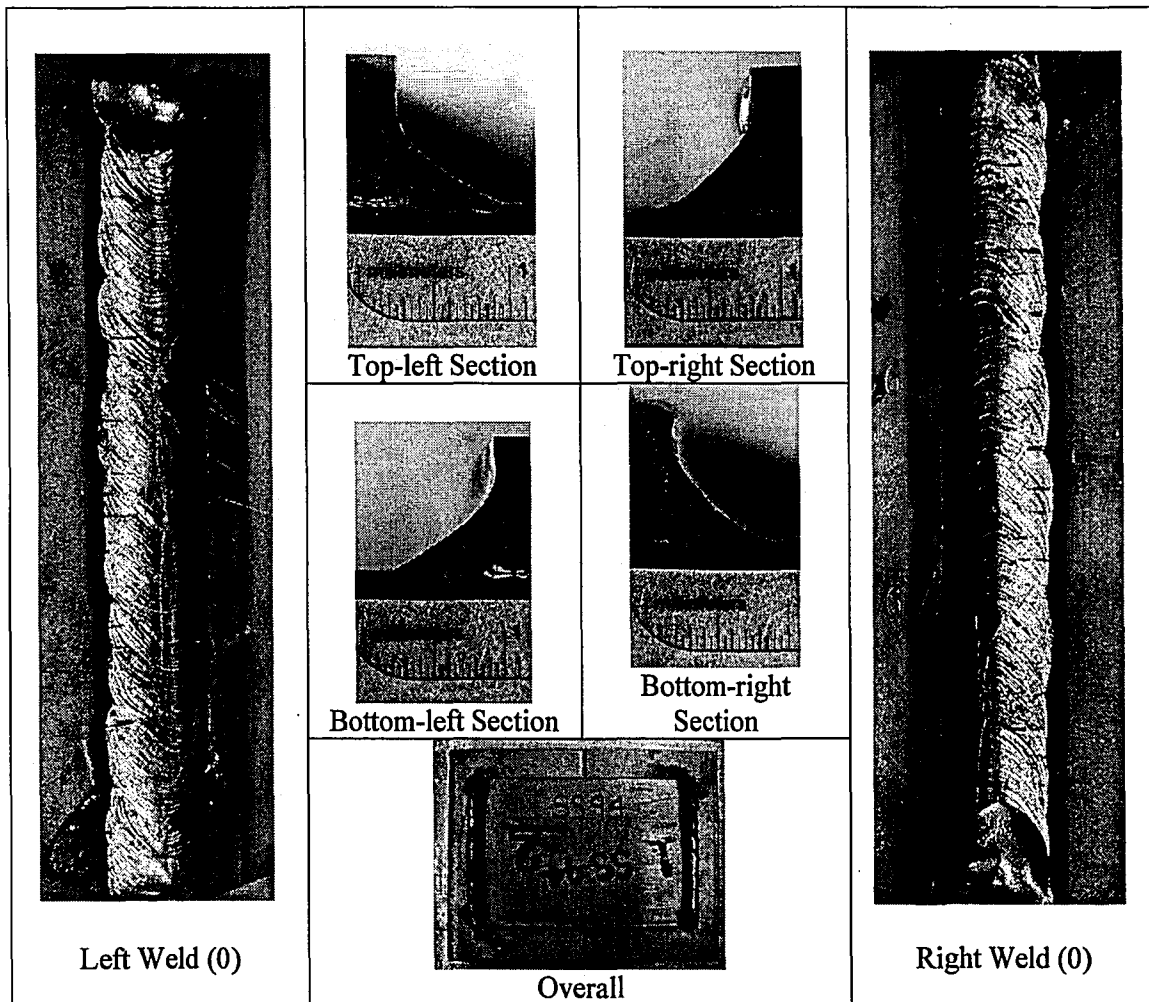 Top-left Section
Top-right Section
Bottom-left Section
Bottom-right
Section
Left Weld (0)
Overall
Right Weld (0)